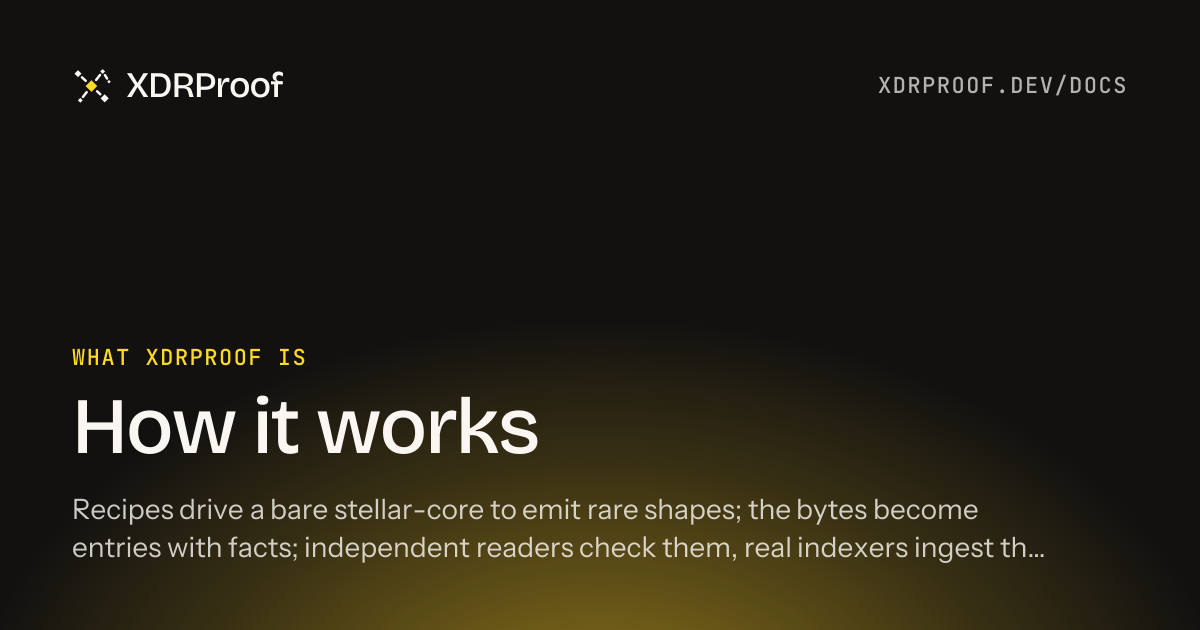 XDRProof
XDRPROOF.DEV/DOCS
WHAT XDRPROOF IS
How it works
Recipes drive a bare stellar-core to emit rare shapes; the bytes become
entries with facts; independent readers check them, real indexers ingest th...